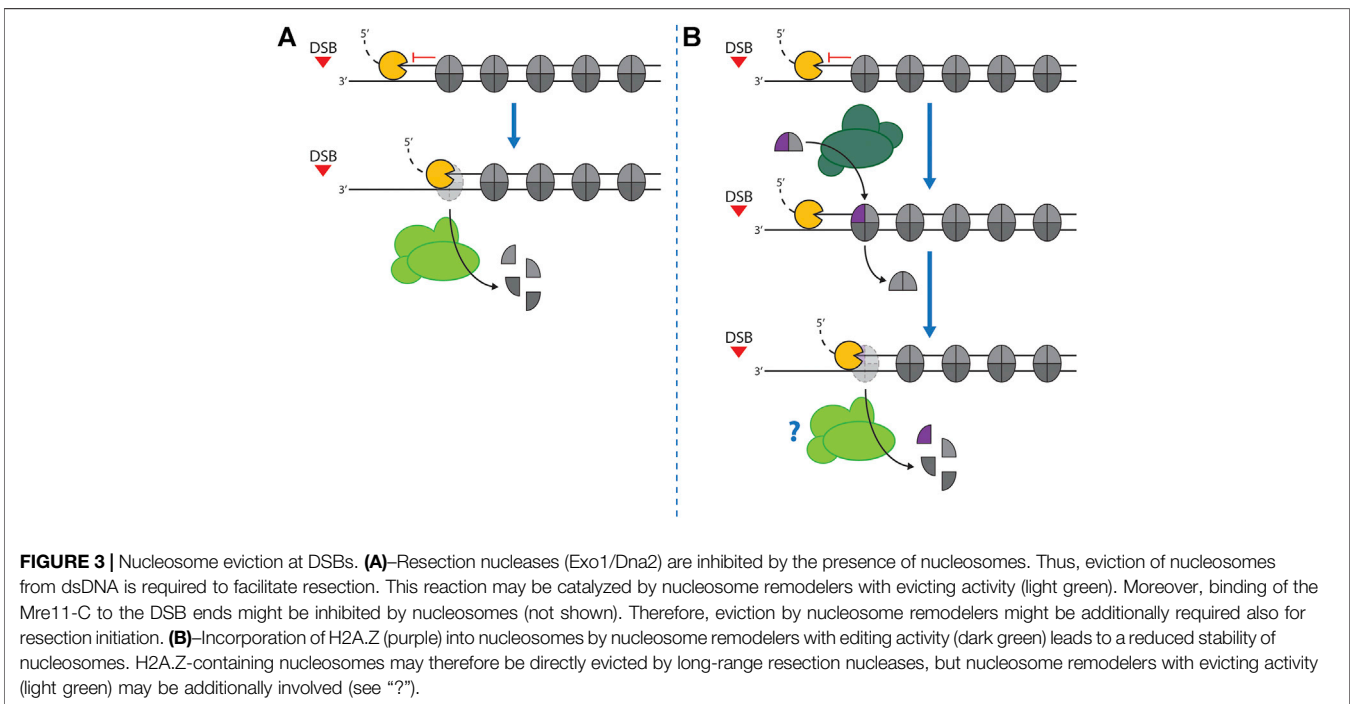 A
B
5'
DSB
3'
5'
DSB
3'
5'
DSB
3'
5'
DSB
3'
5'
DSB
3'
?
FIGURE 3 | Nucleosome eviction at DSBs. (A)–Resection nucleases (Exo1/Dna2) are inhibited by the presence of nucleosomes. Thus, eviction of nucleosomes
from dsDNA is required to facilitate resection. This reaction may be catalyzed by nucleosome remodelers with evicting activity (light green). Moreover, binding of the
Mre11-C to the DSB ends might be inhibited by nucleosomes (not shown). Therefore, eviction by nucleosome remodelers might be additionally required also for
resection initiation. (B)–Incorporation of H2A.Z (purple) into nucleosomes by nucleosome remodelers with editing activity (dark green) leads to a reduced stability of
nucleosomes. H2A.Z-containing nucleosomes may therefore be directly evicted by long-range resection nucleases, but nucleosome remodelers with evicting activity
(light green) may be additionally involved (see “?”).